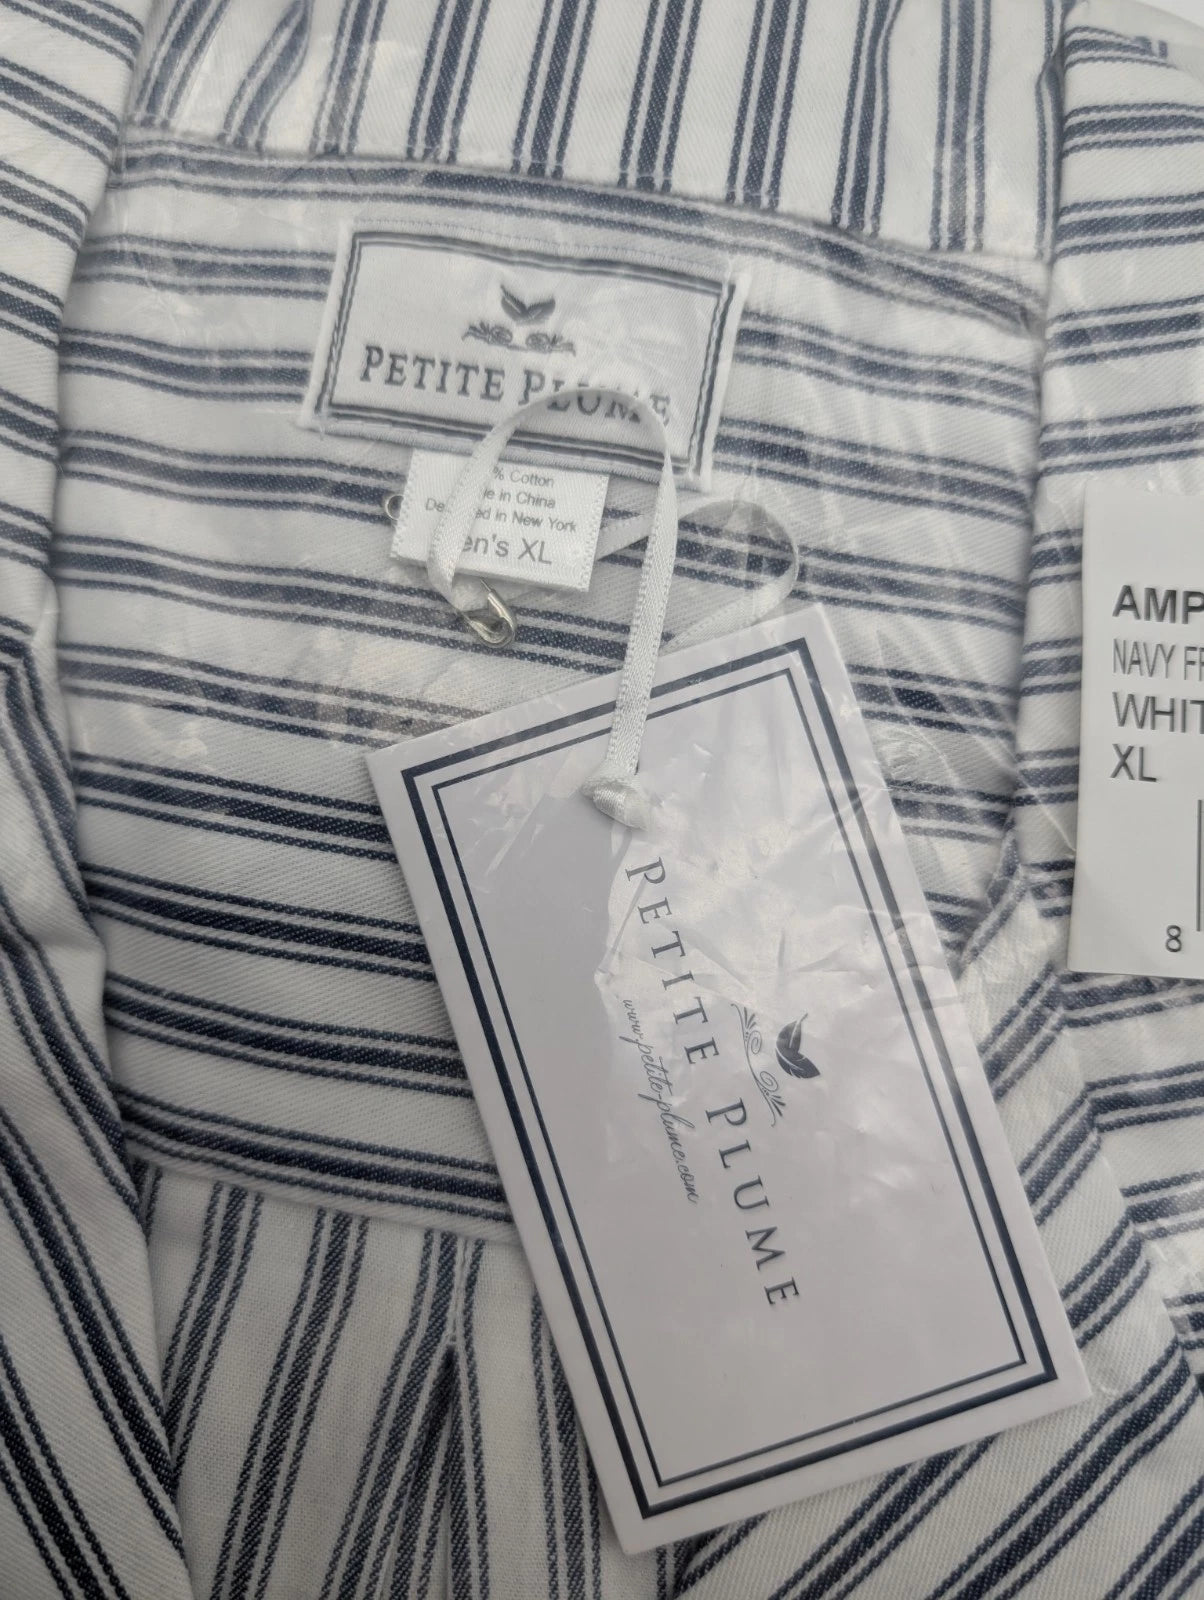 PETITE PLUME
% Cotton
in China
in New York
XL
PETITE PLUME
www.petite-plume.com
AMP
NAVY FR
WHIT
XL
8